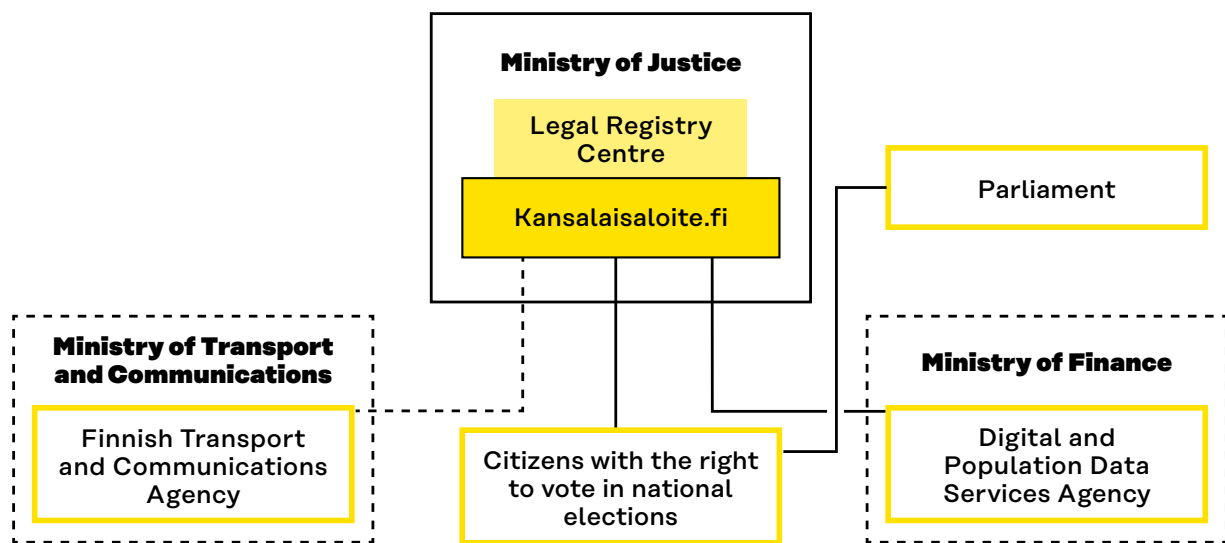 Ministry of Justice
Legal Registry
Centre
Kansalaisaloite.fi
Parliament
Ministry of Transport
and Communications
Finnish Transport
and Communications
Agency
Citizens with the right
to vote in national
elections
Ministry of Finance
Digital and
Population Data
Services Agency